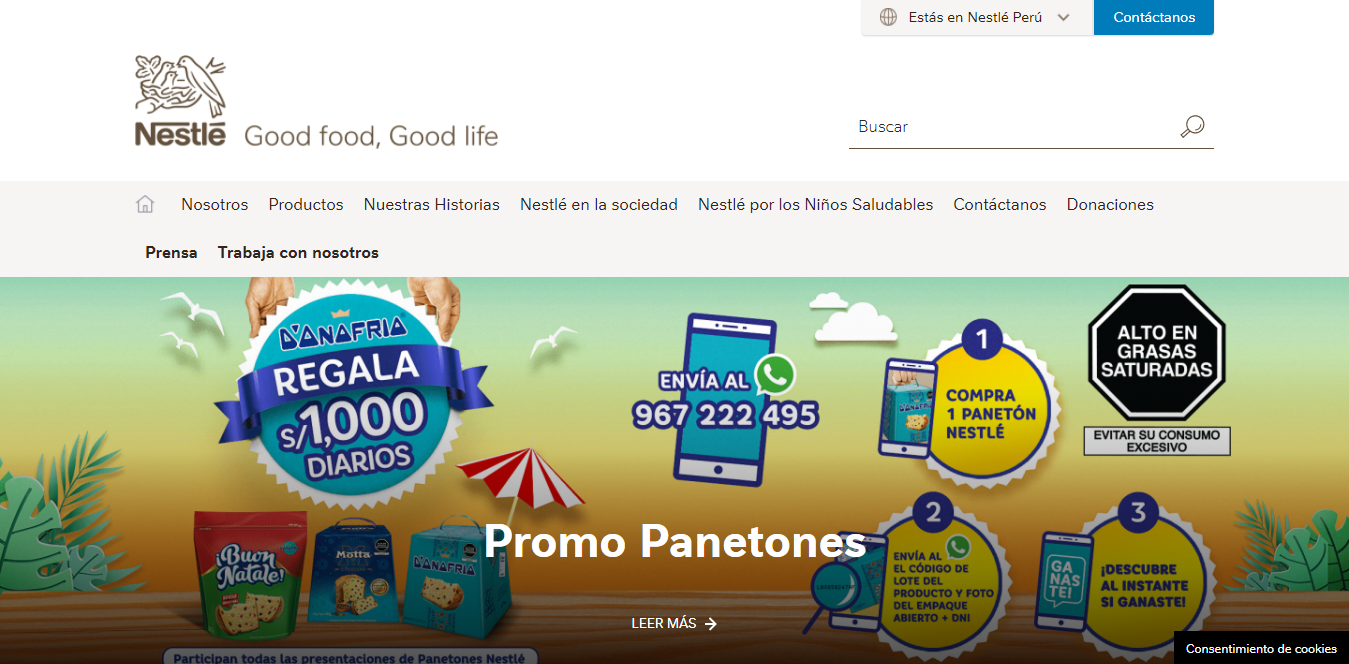 Estás en Nestlé Perú
Contáctanos
Nestlé
Good food, Good life
Buscar
Nosotros Productos Nuestras Historias Nestlé en la sociedad Nestlé por los Niños Saludables Contáctanos Donaciones
Prensa Trabaja con nosotros
D'ONOFRIO
REGALA
S/1,000
DIARIOS
ENVÍA AL
967 222 495
1
COMPRA
1 PANETÓN
NESTLÉ
ALTO EN
GRASAS
SATURADAS
EVITAR SU CONSUMO
EXCESIVO
¡Buon
Natale!
Motta
Promo Panetones
2
ENVÍA AL
EL CÓDIGO DE
LOTE DEL
PRODUCTO Y FOTO
DEL EMPAQUE
ABIERTO + DNI
3
GA
NAS
TE!
¡DESCUBRE
AL INSTANTE
SI GANASTE!
LEER MÁS
Participan todas las presentaciones de Panetones Nestlé
Consentimiento de cookies